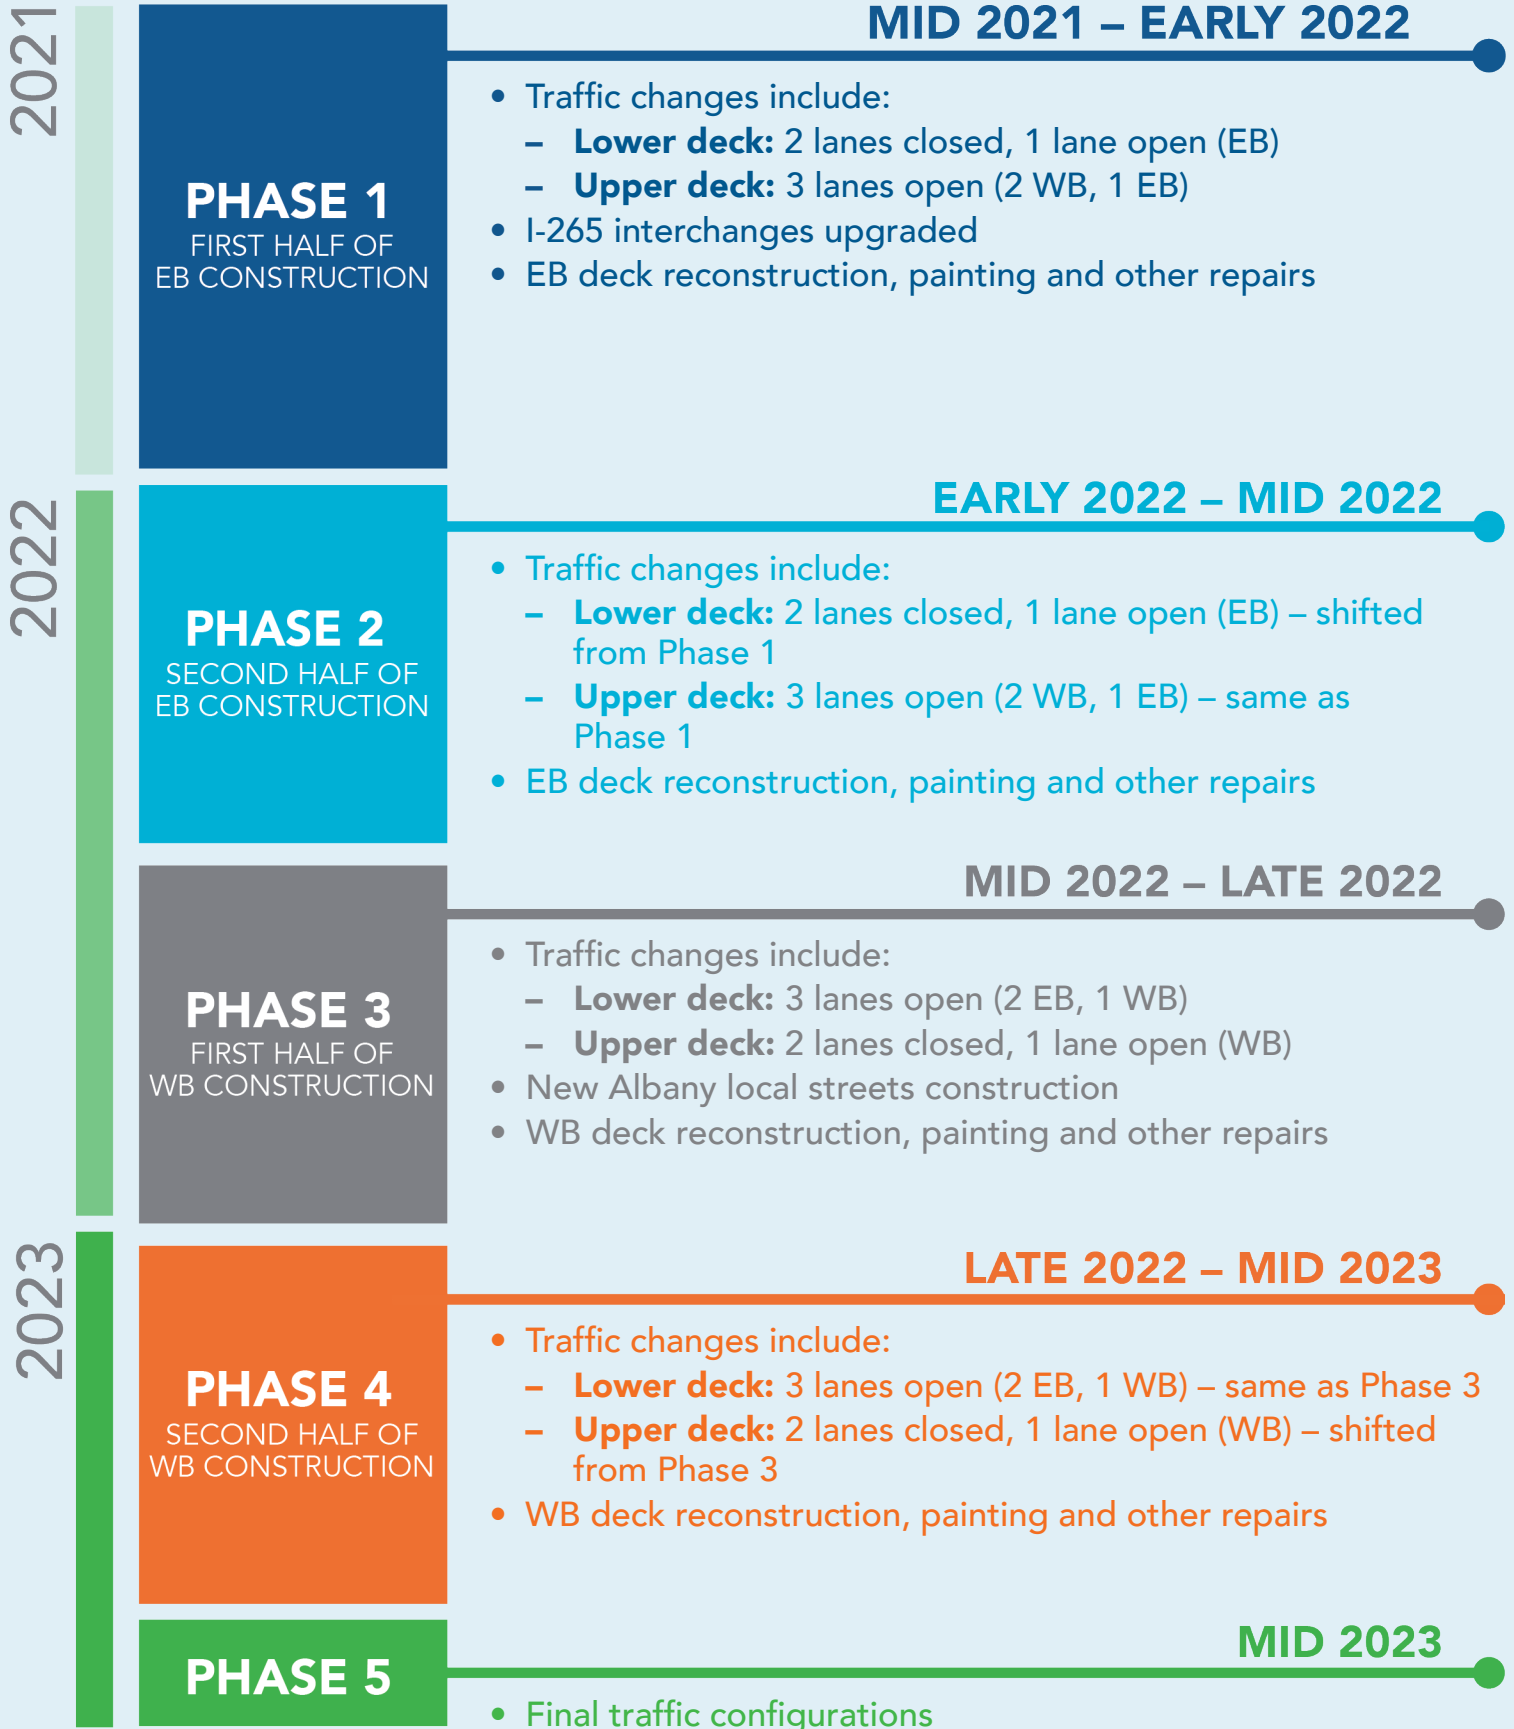 2021
MID 2021 – EARLY 2022
PHASE 1
FIRST HALF OF
EB CONSTRUCTION
• Traffic changes include:
– Lower deck: 2 lanes closed, 1 lane open (EB)
– Upper deck: 3 lanes open (2 WB, 1 EB)
• I-265 interchanges upgraded
• EB deck reconstruction, painting and other repairs
2022
EARLY 2022 – MID 2022
PHASE 2
SECOND HALF OF
EB CONSTRUCTION
• Traffic changes include:
– Lower deck: 2 lanes closed, 1 lane open (EB) – shifted
from Phase 1
– Upper deck: 3 lanes open (2 WB, 1 EB) – same as
Phase 1
• EB deck reconstruction, painting and other repairs
MID 2022 – LATE 2022
PHASE 3
FIRST HALF OF
WB CONSTRUCTION
• Traffic changes include:
– Lower deck: 3 lanes open (2 EB, 1 WB)
– Upper deck: 2 lanes closed, 1 lane open (WB)
• New Albany local streets construction
• WB deck reconstruction, painting and other repairs
2023
LATE 2022 – MID 2023
PHASE 4
SECOND HALF OF
WB CONSTRUCTION
• Traffic changes include:
– Lower deck: 3 lanes open (2 EB, 1 WB) – same as Phase 3
– Upper deck: 2 lanes closed, 1 lane open (WB) – shifted
from Phase 3
• WB deck reconstruction, painting and other repairs
MID 2023
PHASE 5
• Final traffic configurations